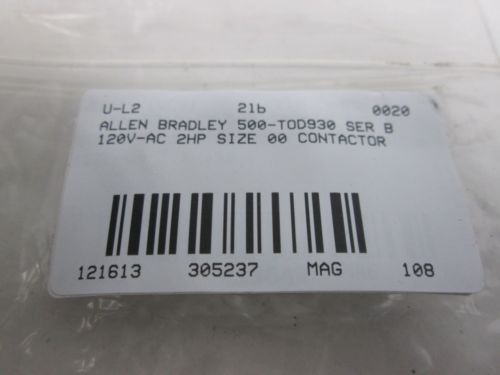 U-L2 21b 0020
ALLEN BRADLEY 500-TOD930 SER B
120V-AC 2HP SIZE 00 CONTACTOR
121613 305237 MAG 108